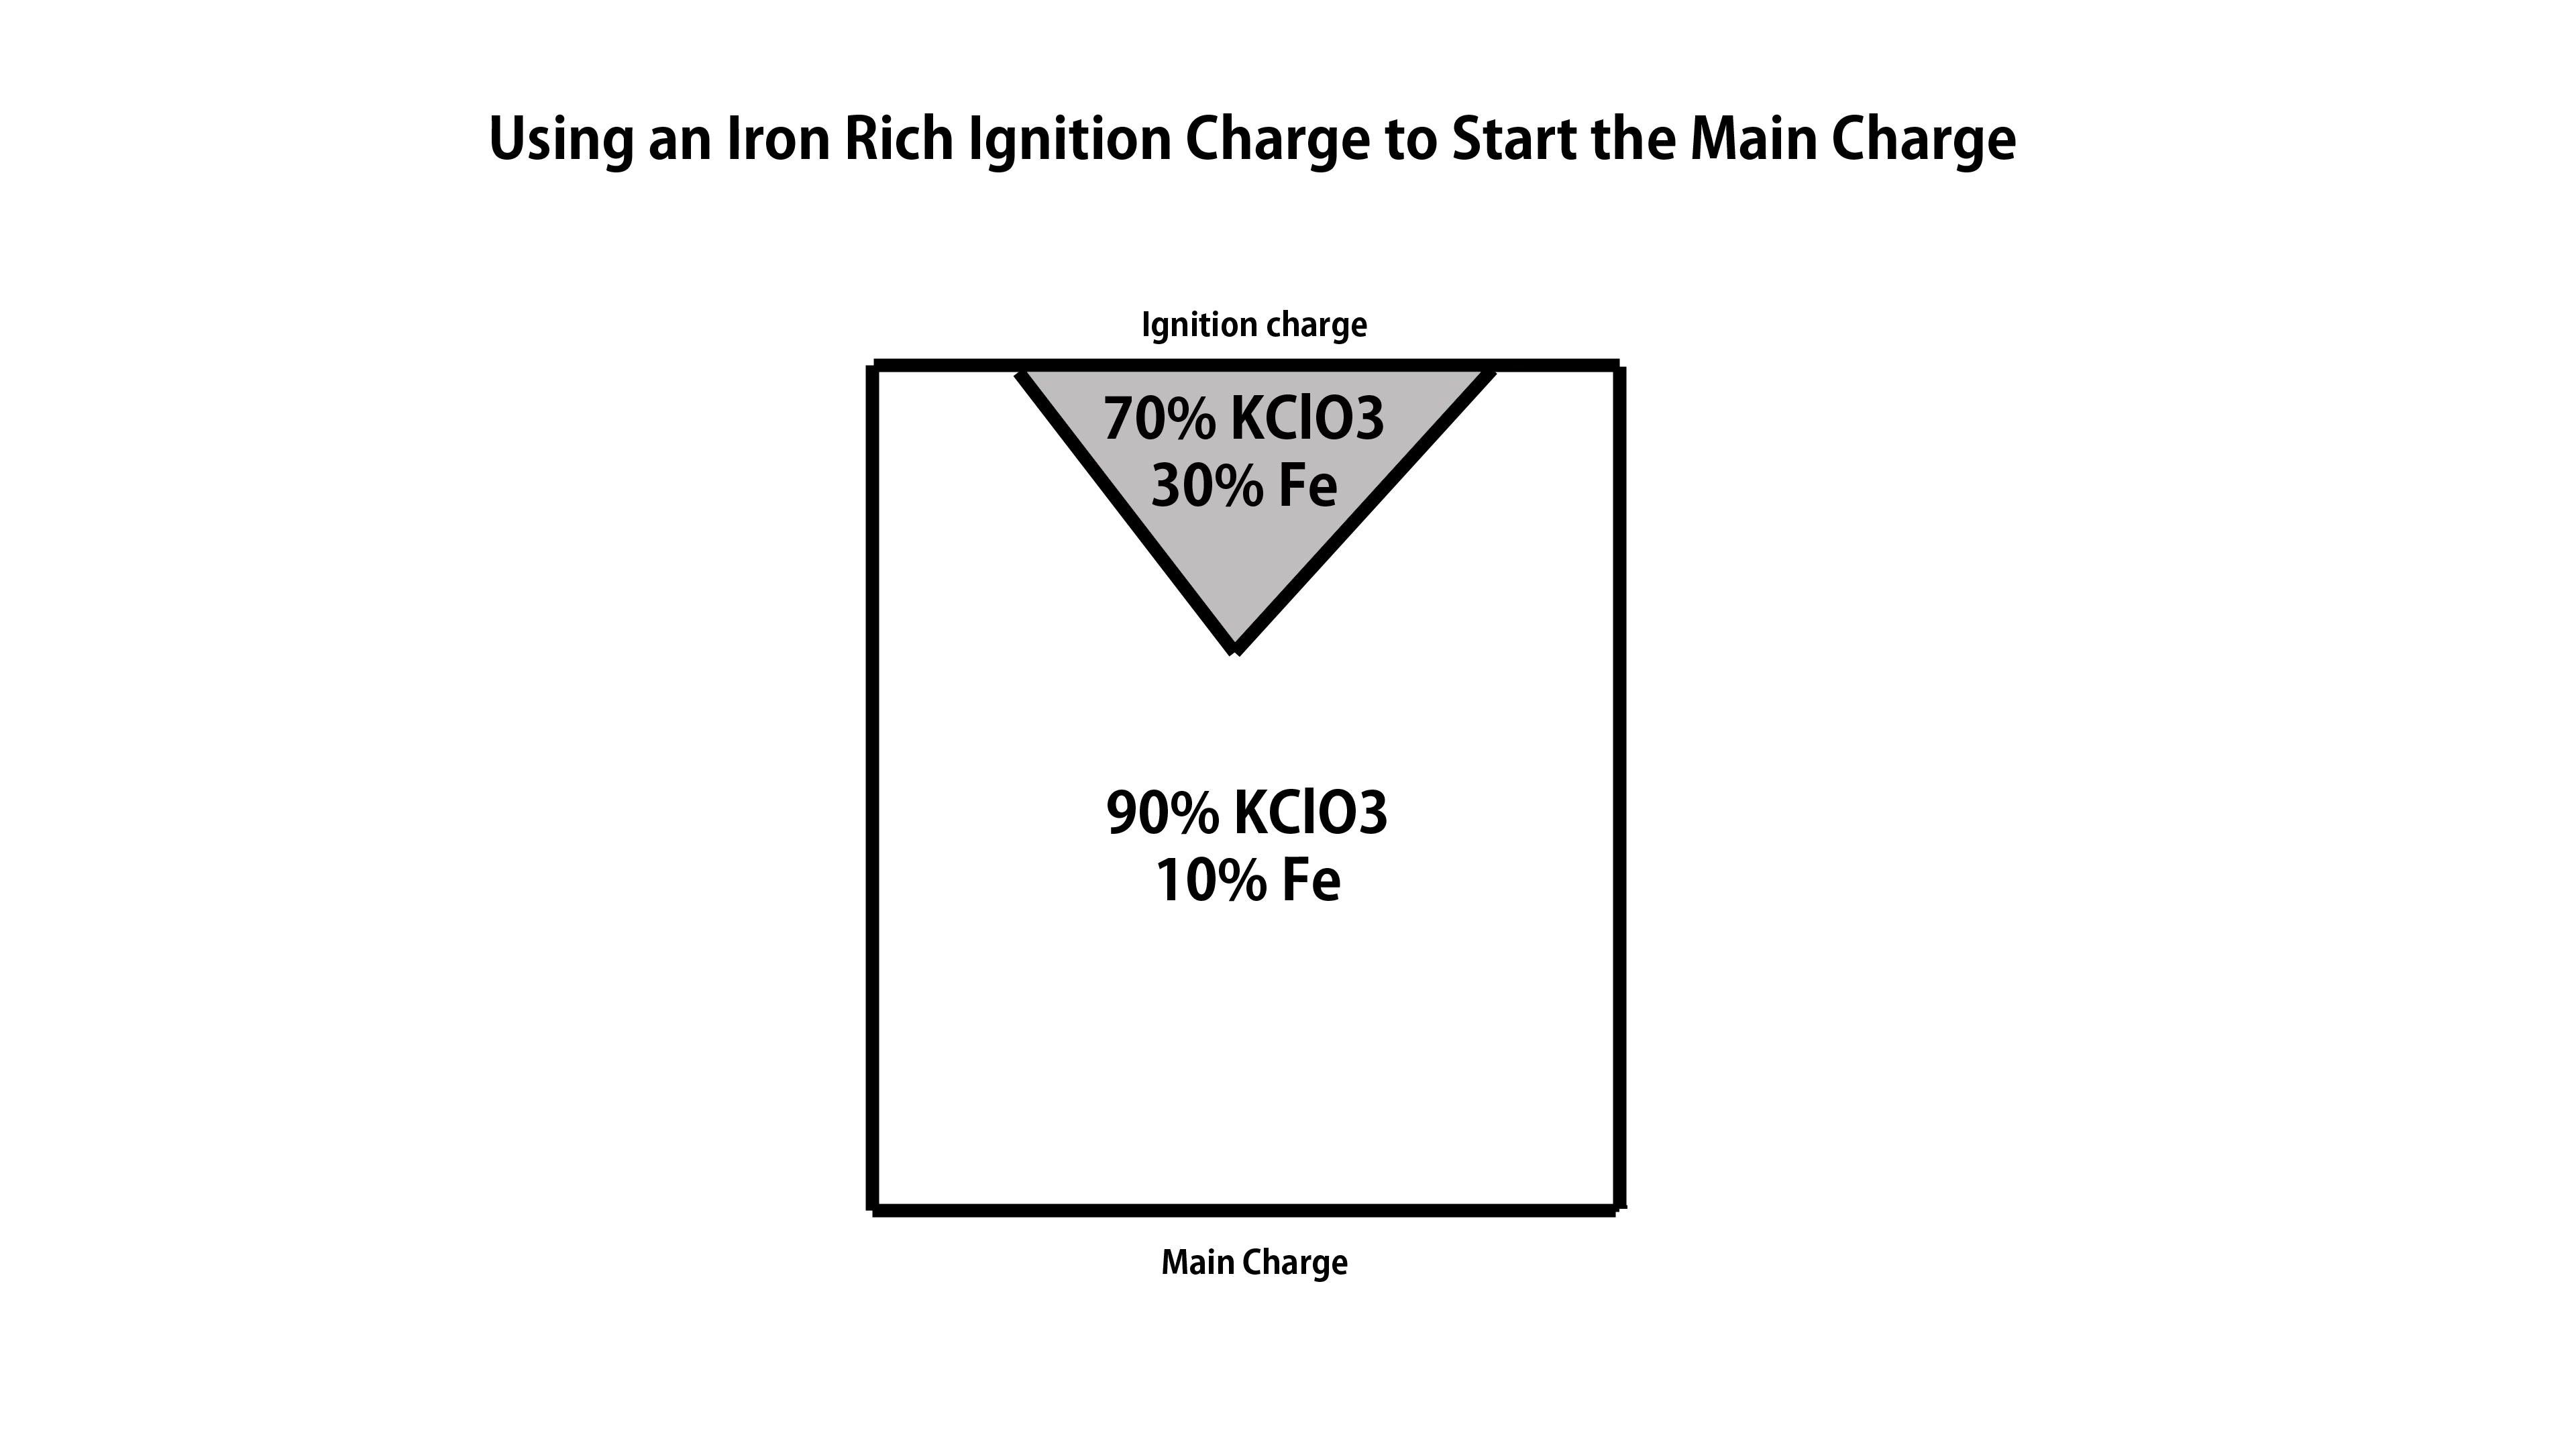 Using an Iron Rich Ignition Charge to Start the Main Charge
Ignition charge
70% KClO3
30% Fe
90% KClO3
10% Fe
Main Charge